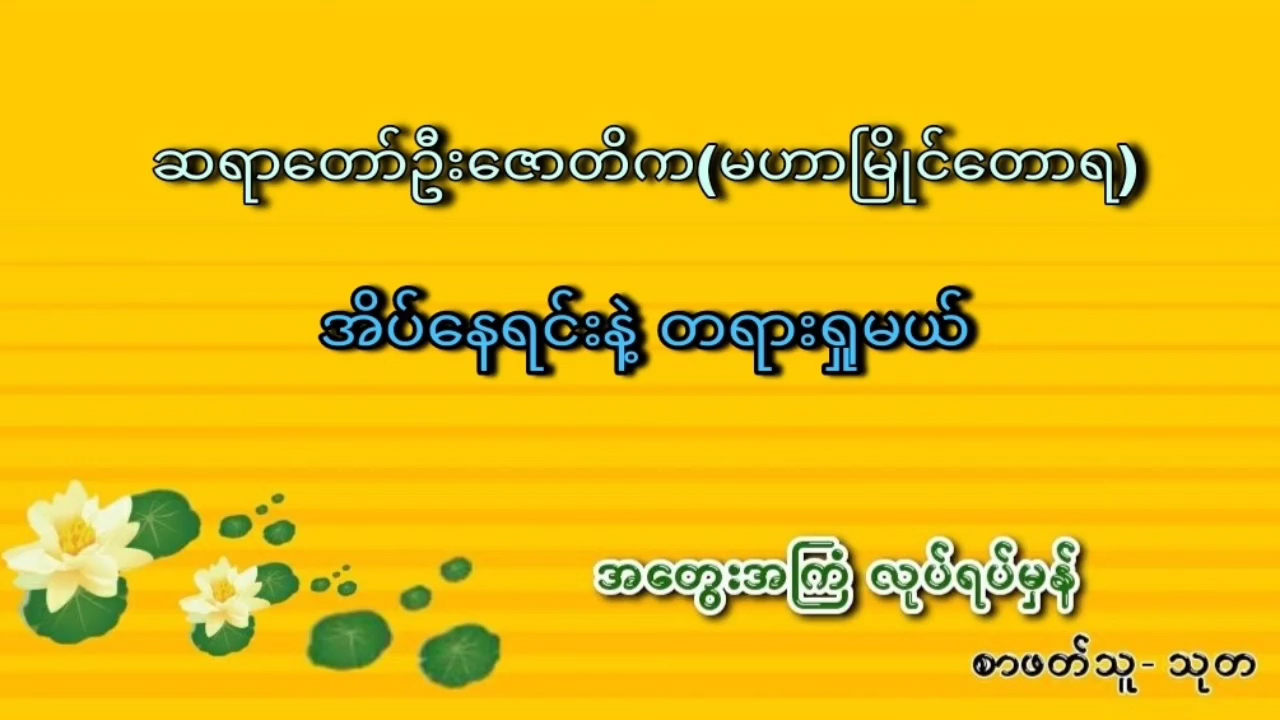 ဆရာတော်ဦးဇောတိက(မဟာမြိုင်တောရ)
အိပ်နေရင်းနဲ့ တရားရှုမယ်
အတွေးအကြံ လုပ်ရပ်မှန်
စာဖတ်သူ- သုတ